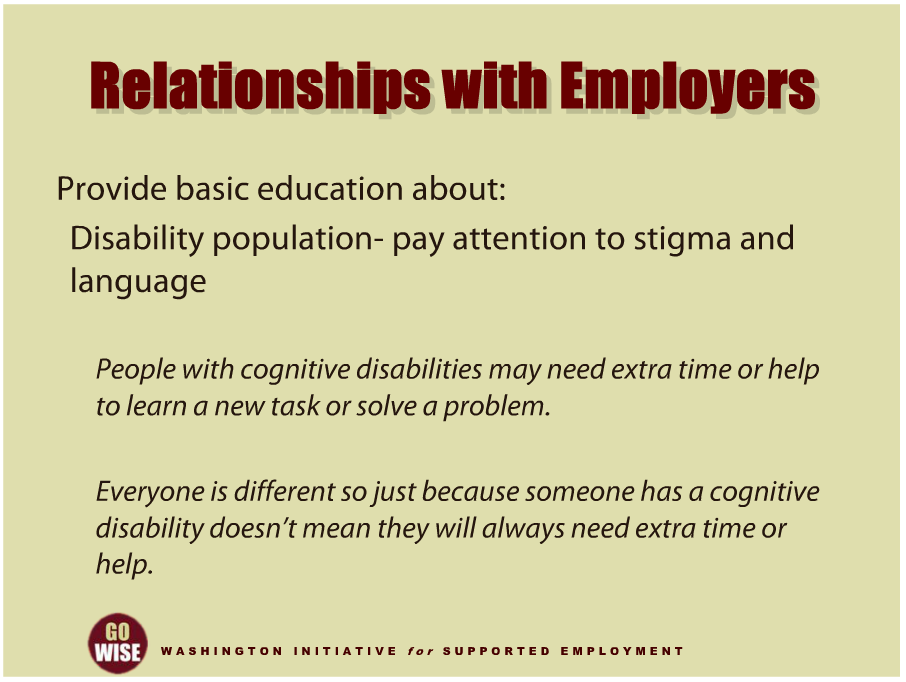 Relationships with Employers
Provide basic education about:
Disability population- pay attention to stigma and
language
People with cognitive disabilities may need extra time or help
to learn a new task or solve a problem.
Everyone is different so just because someone has a cognitive
disability doesn’t mean they will always need extra time or
help.
GO
WISE
WASHINGTON INITIATIVE for SUPPORTED EMPLOYMENT